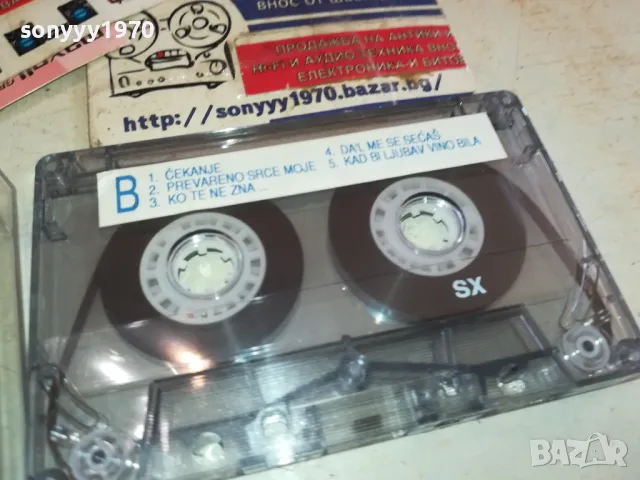 sonyyy1970
ВНОС ОТ
ПРОДАЖБА НА АНТИКИ
HI-FI И АУДИО ТЕХНИКА ВНО
ЕЛЕКТРОНИКА И БИТОВ
http://sonyyy1970.bazar.bg/
B
1. ČEKANJE
2. PREVARENO SRCE MOJE
3. KO TE NE ZNA ...
4. DA'L ME SE SEĆAŠ
5. KAD BI LJUBAV VINO BILA
SX
sonyyy1970
BAZAR.bg